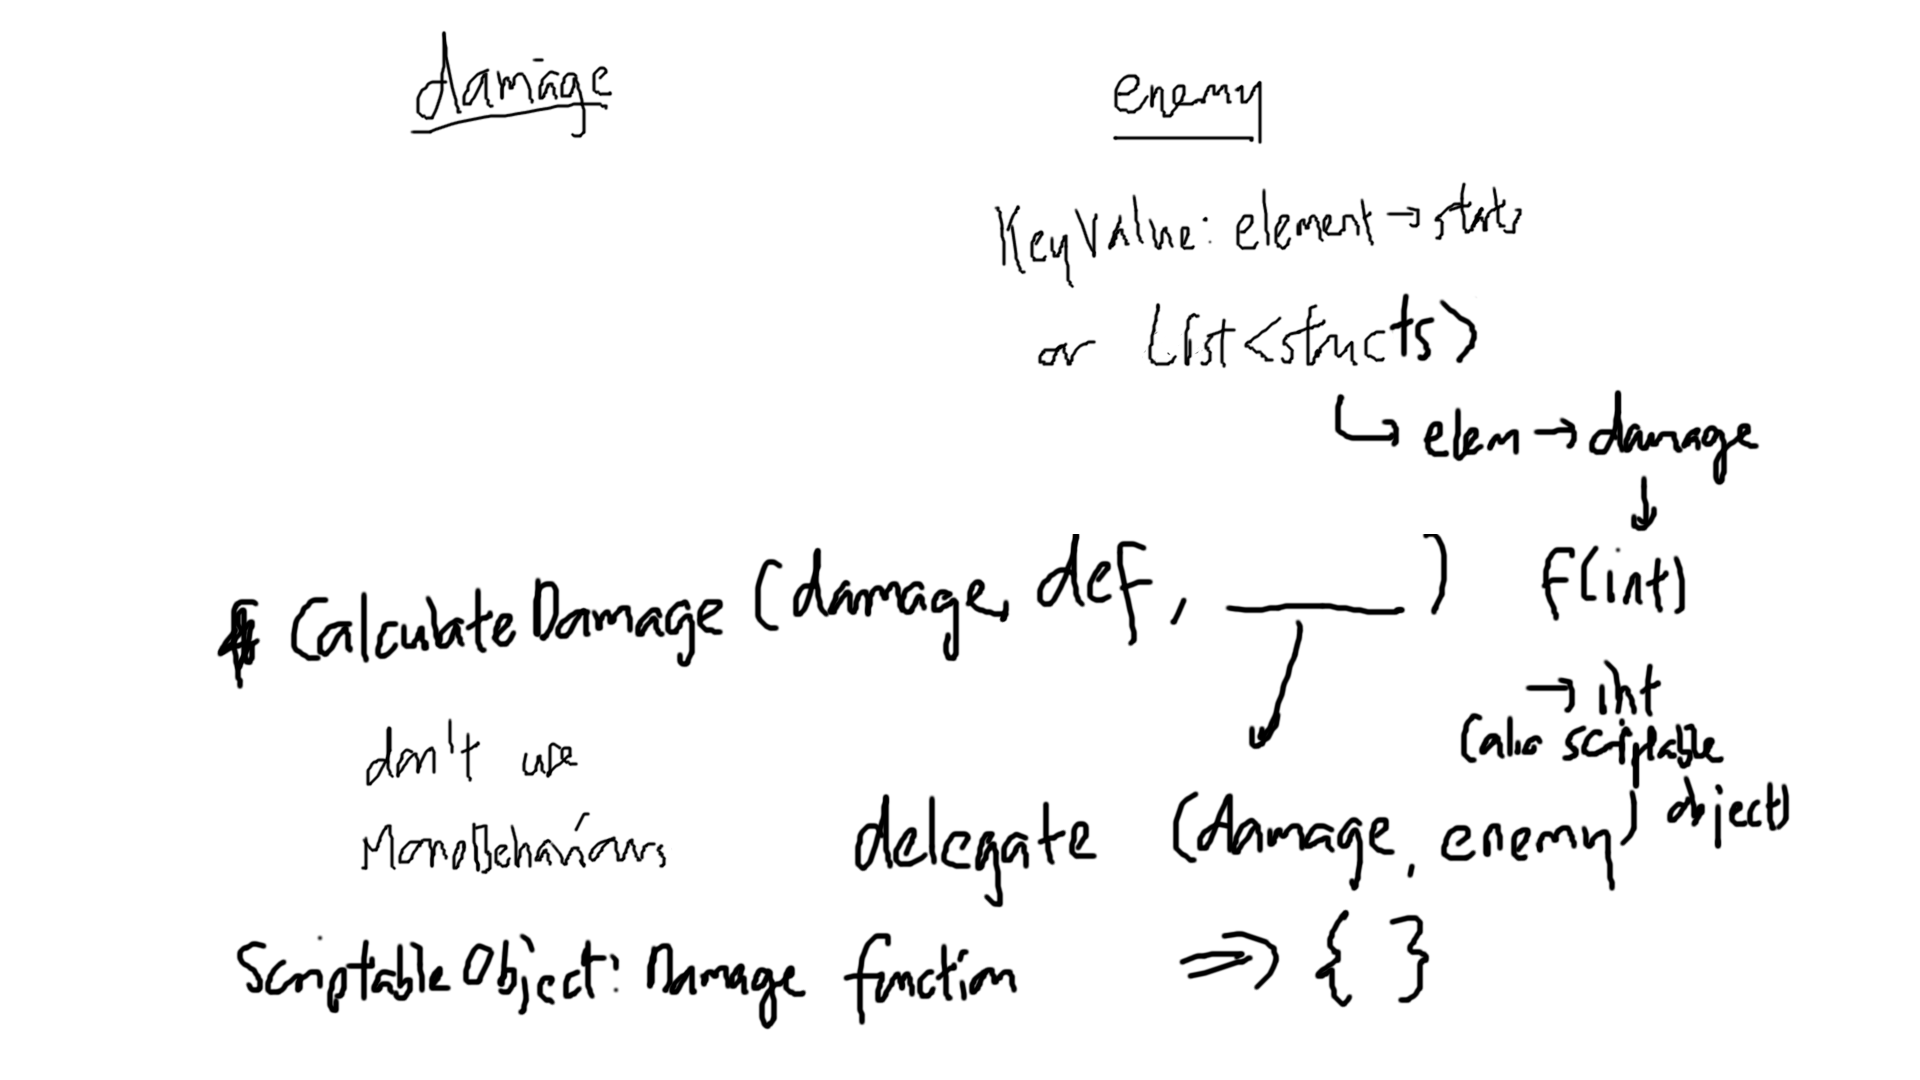 damage
enemy
KeyValue: element → stats
or List<structs>
↳ elem → damage
↓
f(int)
→ int
(also scriptable
object)
CalculateDamage (damage, def, ____)
don't use
MonoBehaviours
delegate (damage, enemy)
⇒ { }
ScriptableObject: Damage function